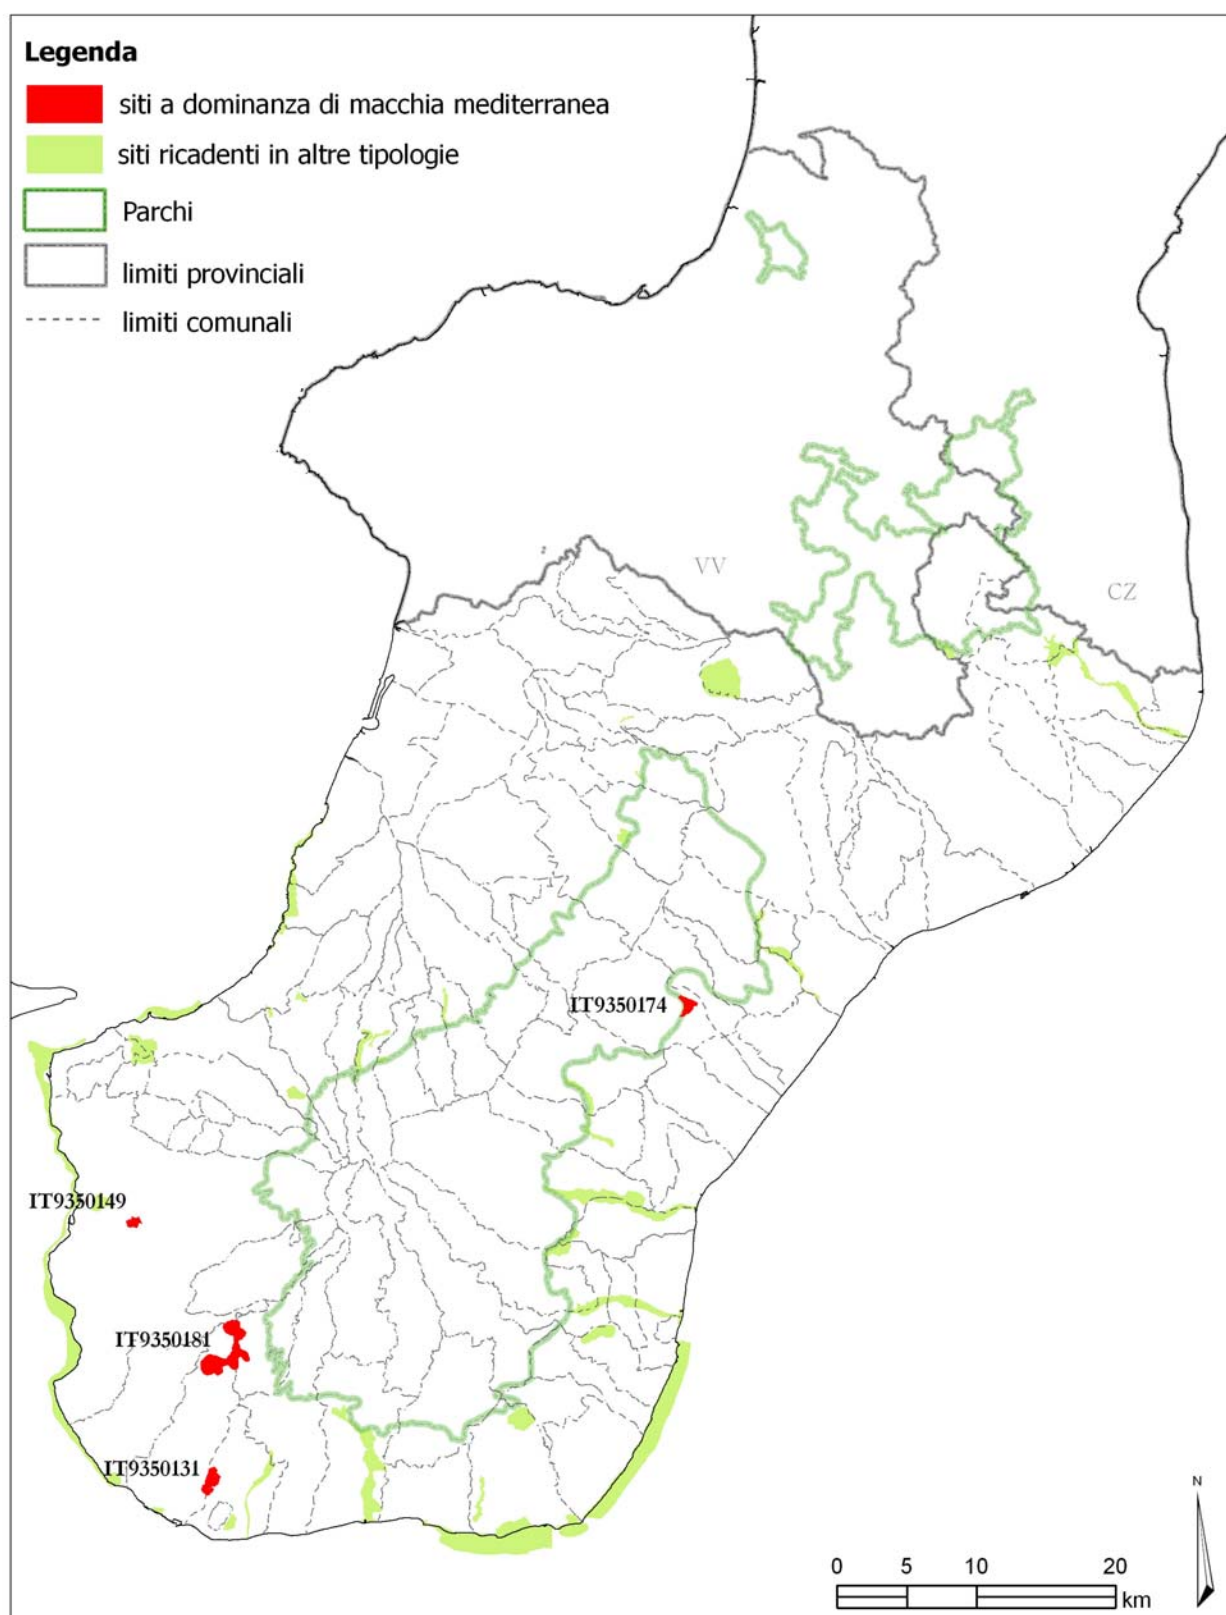 Legenda
siti a dominanza di macchia mediterranea
siti ricadenti in altre tipologie
Parchi
limiti provinciali
limiti comunali
VV
CZ
IT9350174
IT9350149
IT9350181
IT9350131
N
0 5 10 20
km